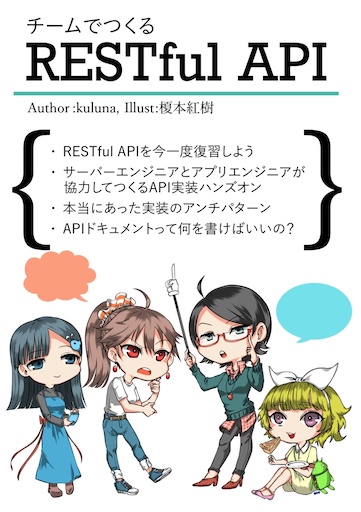 チームでつくる
RESTful API
Author:kuluna, Illust:榎本紅樹
・ RESTful APIを今一度復習しよう
・ サーバーエンジニアとアプリエンジニアが
協力してつくるAPI実装ハンズオン
・ 本当にあった実装のアンチパターン
・ APIドキュメントって何を書けばいいの?